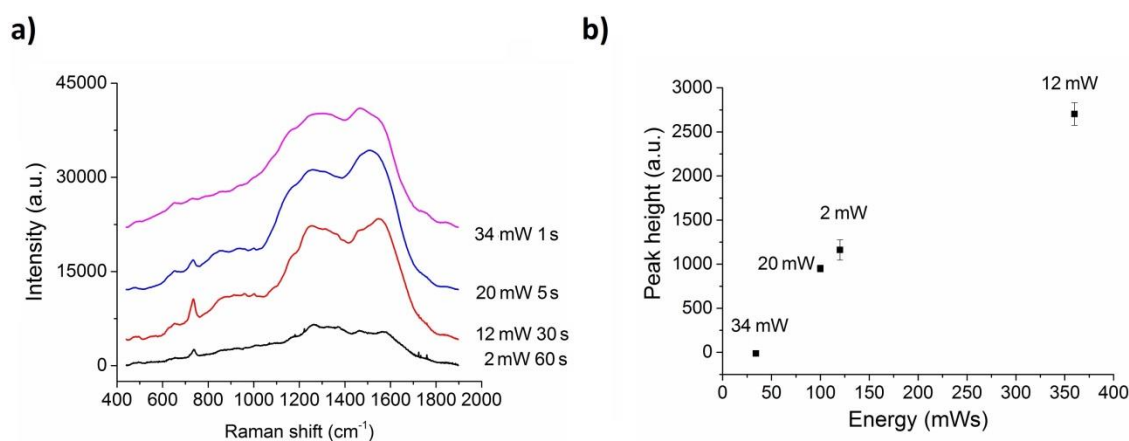 a)
45000
30000
15000
0
Intensity (a.u.)
34 mW 1 s
20 mW 5s
12 mW 30 s
2 mW 60 s
400 600 800 1000 1200 1400 1600 1800 2000
Raman shift (cm⁻¹)
b)
3000
2500
2000
1500
1000
500
0
Peak height (a.u.)
12 mW
2 mW
20 mW
34 mW
0 50 100 150 200 250 300 350 400
Energy (mWs)